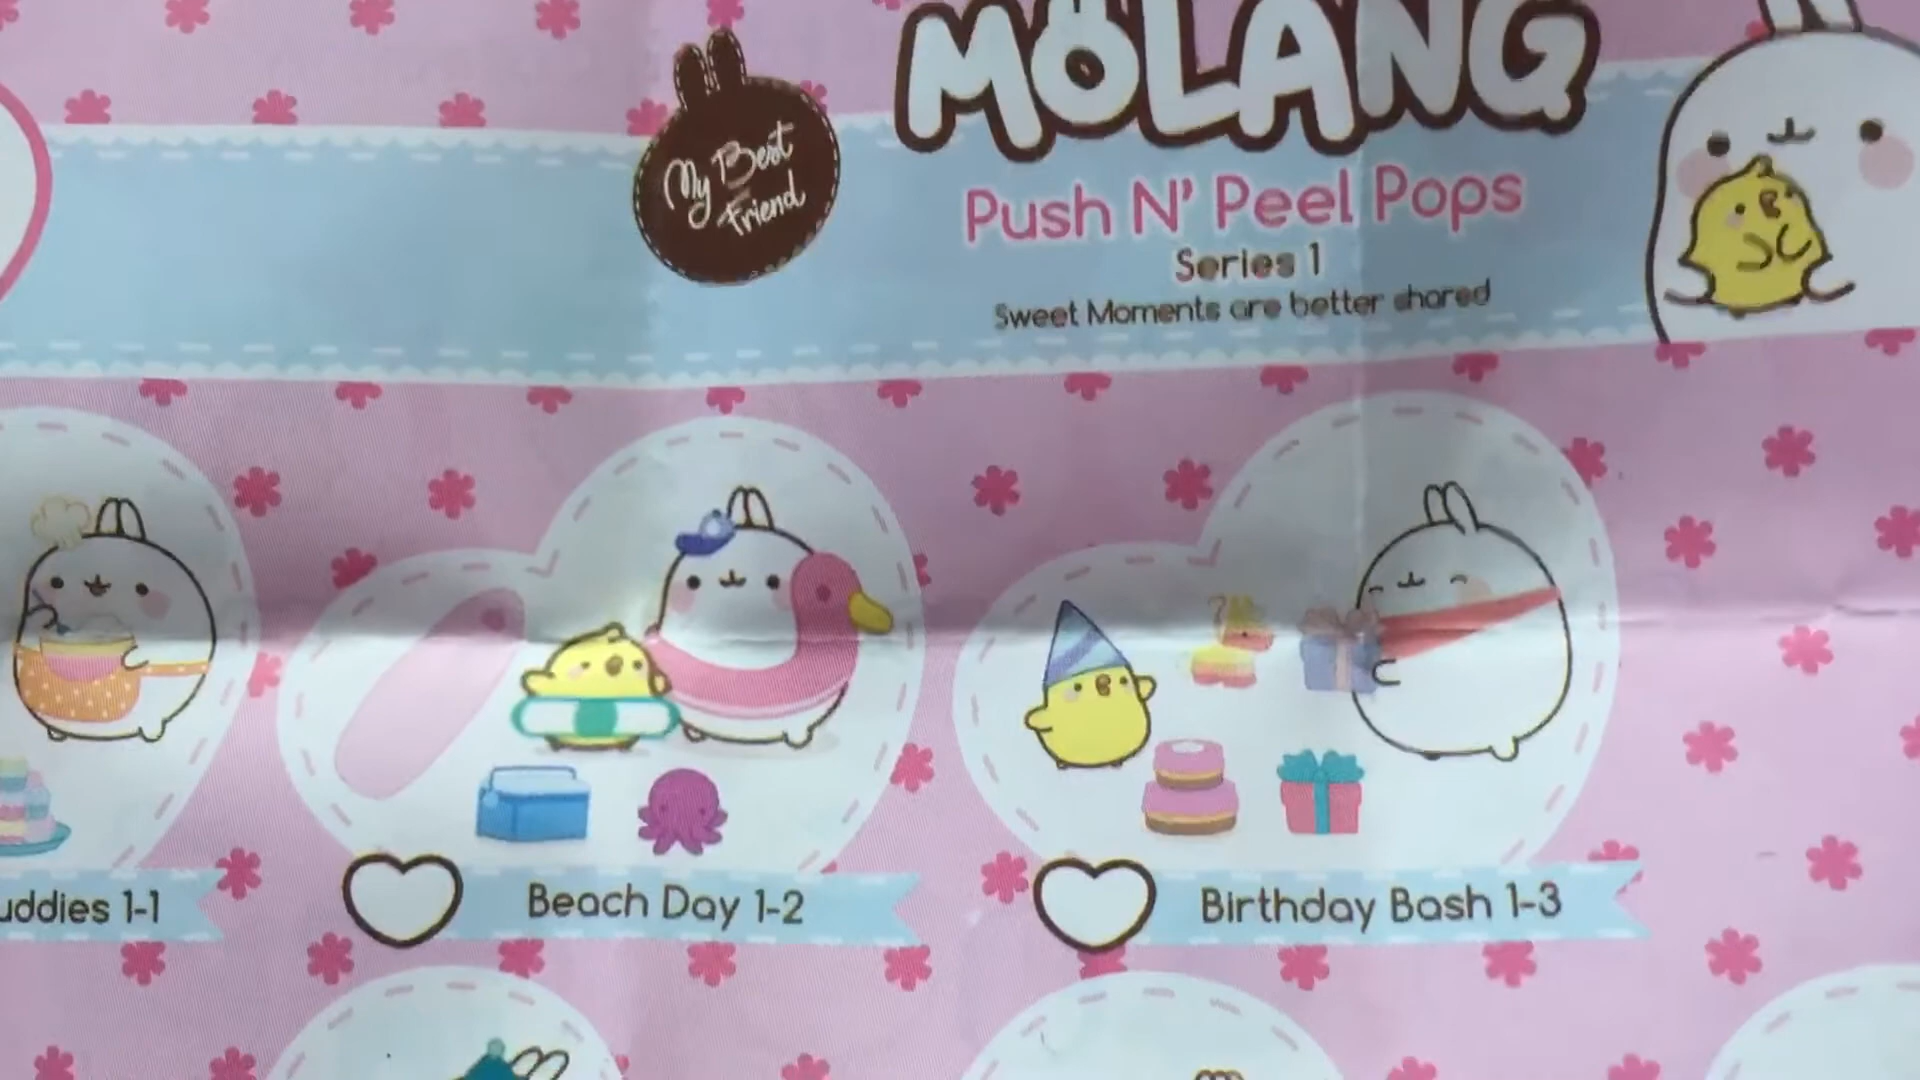 MOLANG
My Best
Friend
Push N' Peel Pops
Series 1
Sweet Moments are better shared
uddies 1-1
Beach Day 1-2
Birthday Bash 1-3